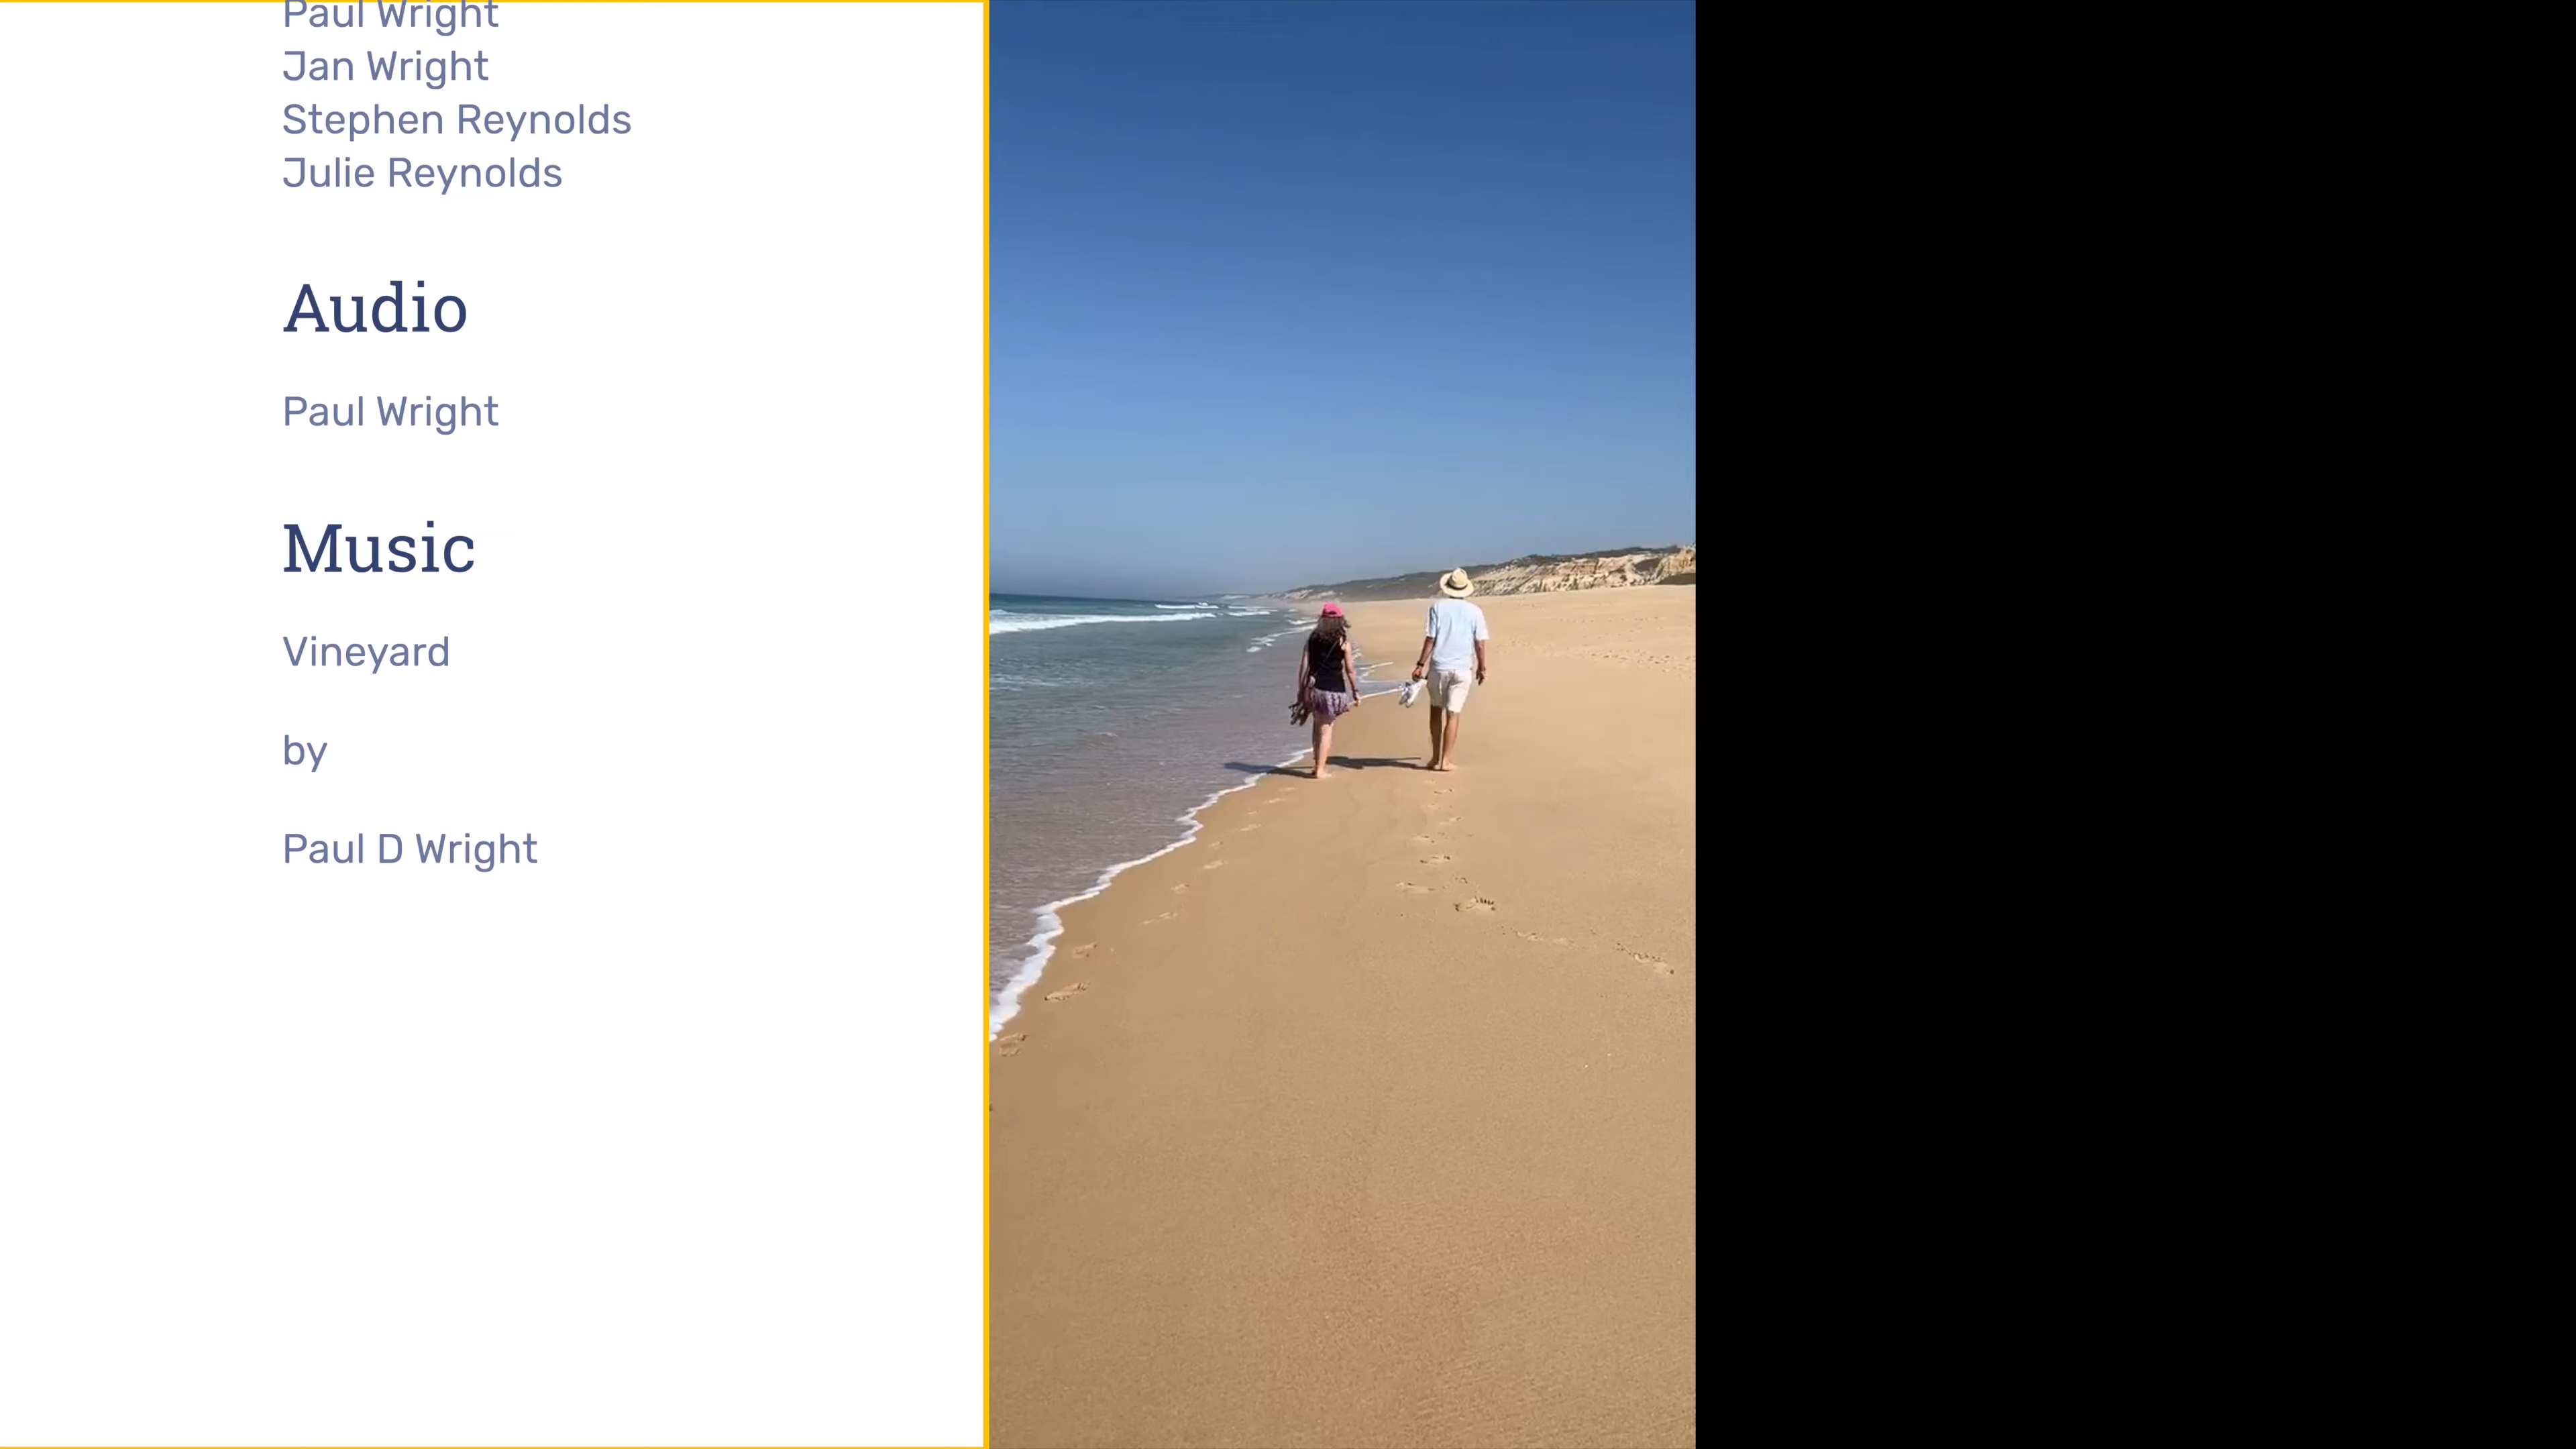 Paul Wright
Jan Wright
Stephen Reynolds
Julie Reynolds
Audio
Paul Wright
Music
Vineyard
by
Paul D Wright